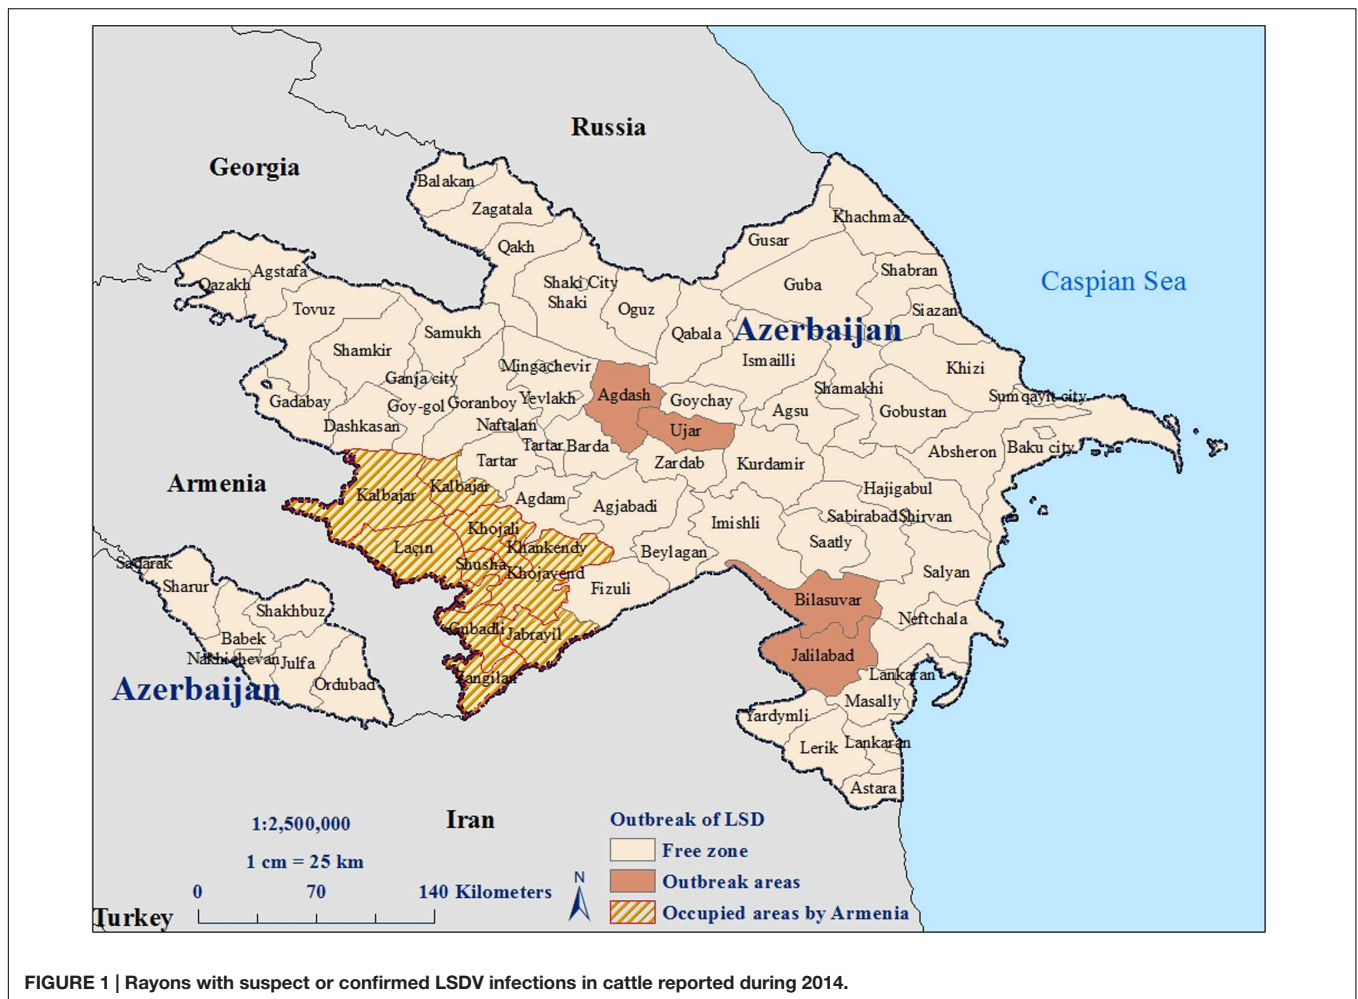 Russia
Georgia
Balakan
Zagatala
Khachmaz
Gusar
Qakh
Agstafa
Shabran
Qazakh
Shaki City
Guba
Caspian Sea
Shaki
Tovuz
Oguz
Siazan
Samukh
Qabala
Azerbaijan
Shamkir
Ismailli
Mingachevir
Khizi
Ganja city
Shamakhi
Agdash
Sumqayit city
Gadabay
Goy-gol
Goranboy
Yevlakh
Goychay
Agsu
Gobustan
Dashkasan
Naftalan
Ujar
Tartar
Barda
Absheron
Baku city
Tartar
Zardab
Kurdamir
Armenia
Kalbajar
Kalbajar
Agdam
Agjabadi
Hajigabul
Khojali
Imishli
Sabirabad
Shirvan
Laçın
Khankendy
Beylagan
Saatly
Sadarak
Shusha
Khojavend
Salyan
Sharur
Fizuli
Bilasuvar
Shakhbuz
Neftchala
Babek
Gubadli
Jabrayil
Nakhichevan
Julfa
Jalilabad
Azerbaijan
Ordubad
Zangilan
Lankaran
Masally
Yardymli
Lerik
Lankaran
Astara
1:2,500,000
Iran
Outbreak of LSD
1 cm = 25 km
Free zone
0 70 140 Kilometers
N
Outbreak areas
Turkey
Occupied areas by Armenia
FIGURE 1 | Rayons with suspect or confirmed LSDV infections in cattle reported during 2014.